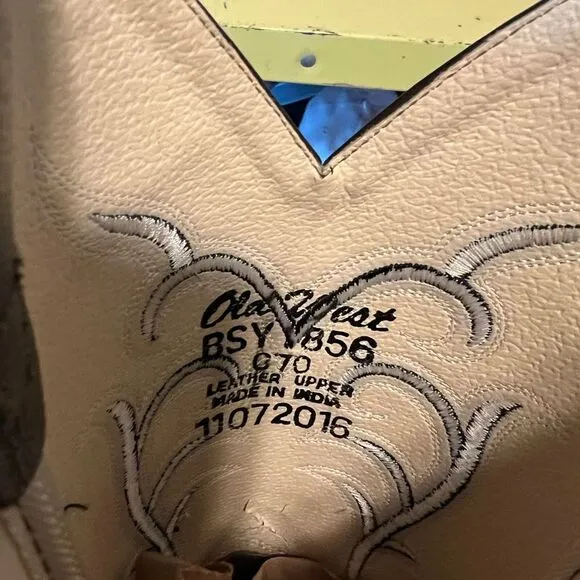 Old West
BSY1856
C70
LEATHER UPPER
MADE IN INDIA
11072016